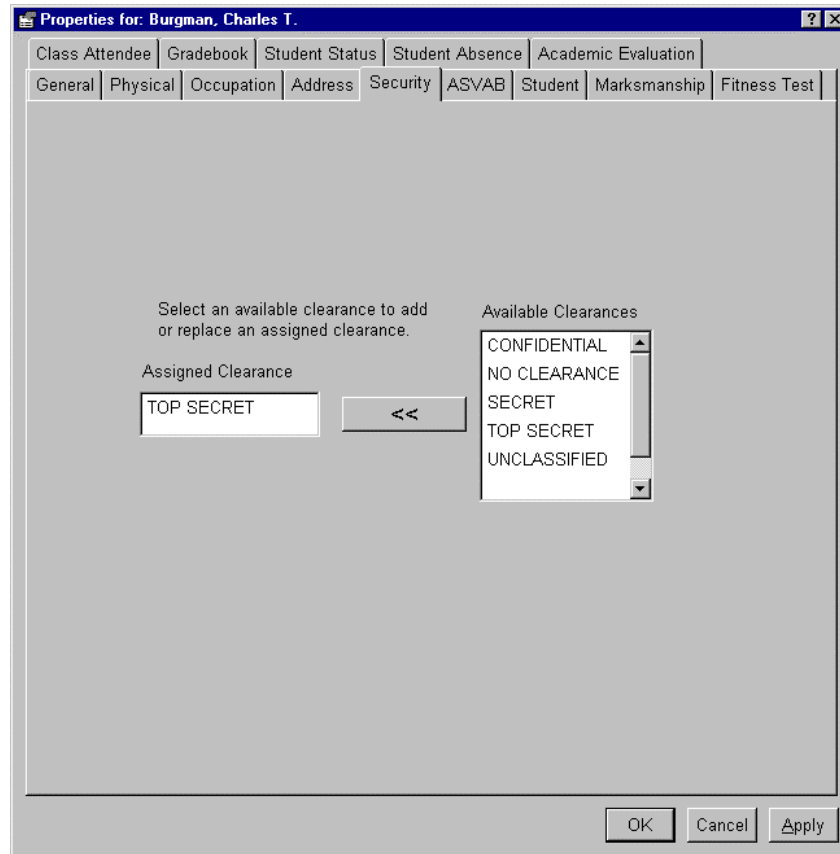 Properties for: Burgman, Charles T.
Class Attendee Gradebook Student Status Student Absence Academic Evaluation
General Physical Occupation Address Security ASVAB Student Marksmanship Fitness Test
Select an available clearance to add
or replace an assigned clearance.
Assigned Clearance
TOP SECRET
<<
Available Clearances
CONFIDENTIAL
NO CLEARANCE
SECRET
TOP SECRET
UNCLASSIFIED
OK Cancel Apply